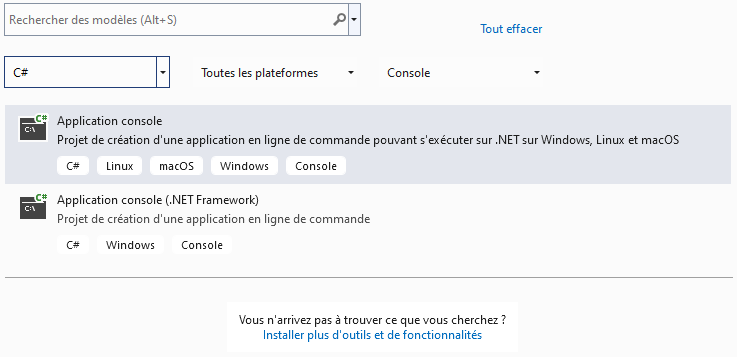 Rechercher des modèles (Alt+S)
Tout effacer
C#
Toutes les plateformes
Console
C#
C:\
Application console
Projet de création d'une application en ligne de commande pouvant s'exécuter sur .NET sur Windows, Linux et macOS
C# Linux macOS Windows Console
C#
C:\
Application console (.NET Framework)
Projet de création d'une application en ligne de commande
C# Windows Console
Vous n'arrivez pas à trouver ce que vous cherchez ?
Installer plus d'outils et de fonctionnalités